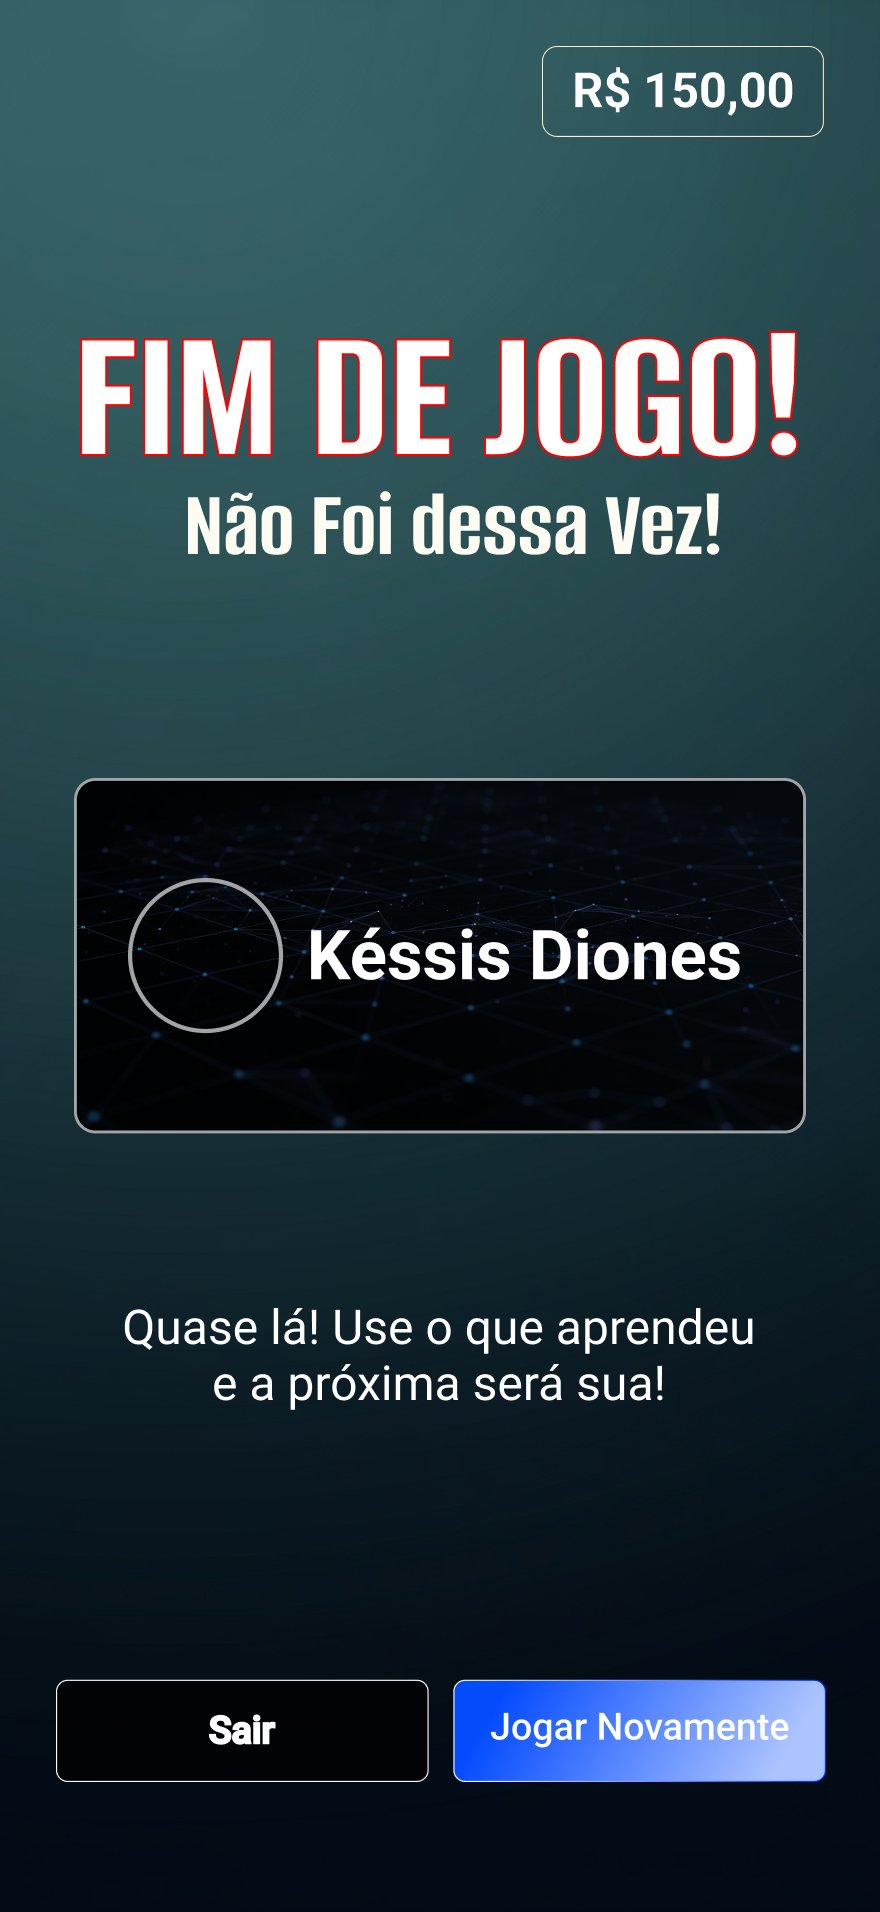 R$ 150,00
FIM DE JOGO!
Não Foi dessa Vez!
Késsis Diones
Quase lá! Use o que aprendeu
e a próxima será sua!
Sair
Jogar Novamente